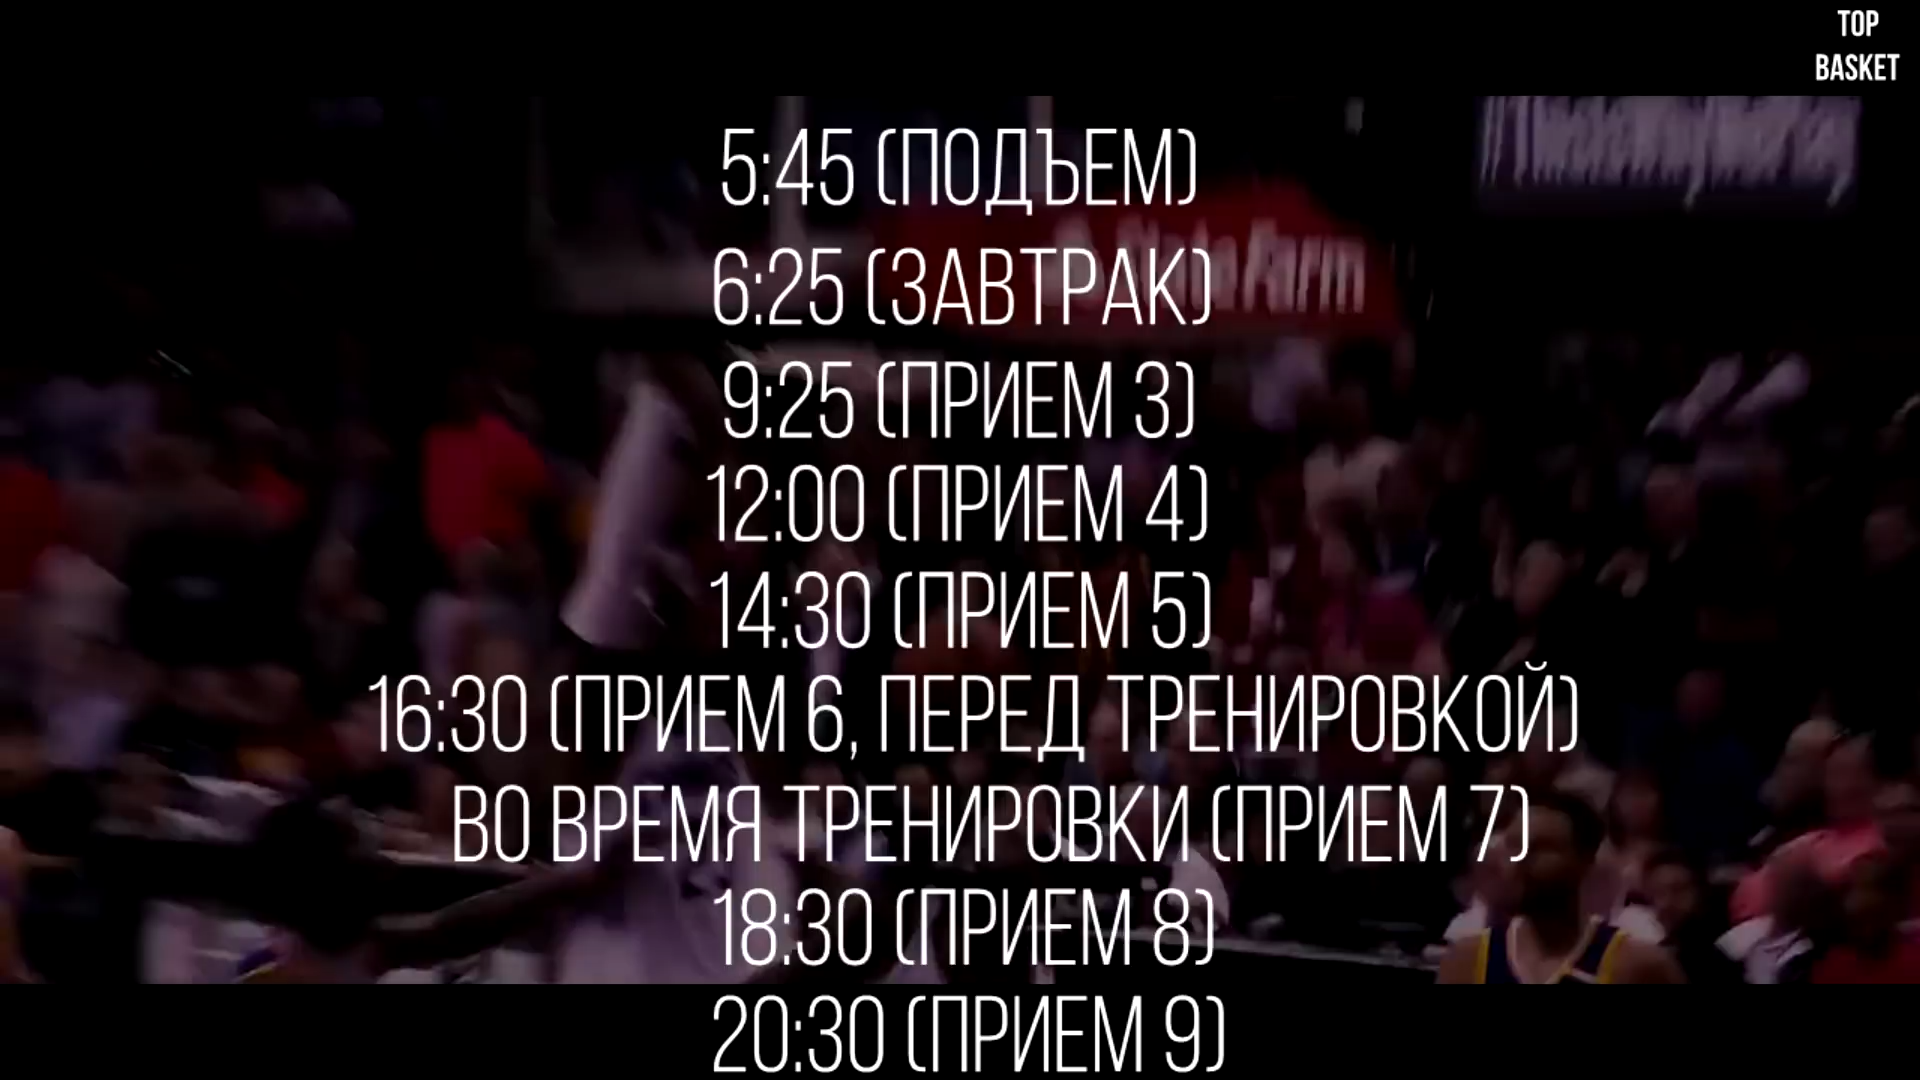 TOP
BASKET
5:45 (ПОДЪЕМ)
6:25 (ЗАВТРАК)
State Farm
9:25 (ПРИЕМ 3)
12:00 (ПРИЕМ 4)
14:30 (ПРИЕМ 5)
16:30 (ПРИЕМ 6, ПЕРЕД ТРЕНИРОВКОЙ)
ВО ВРЕМЯ ТРЕНИРОВКИ (ПРИЕМ 7)
18:30 (ПРИЕМ 8)
20:30 (ПРИЕМ 9)